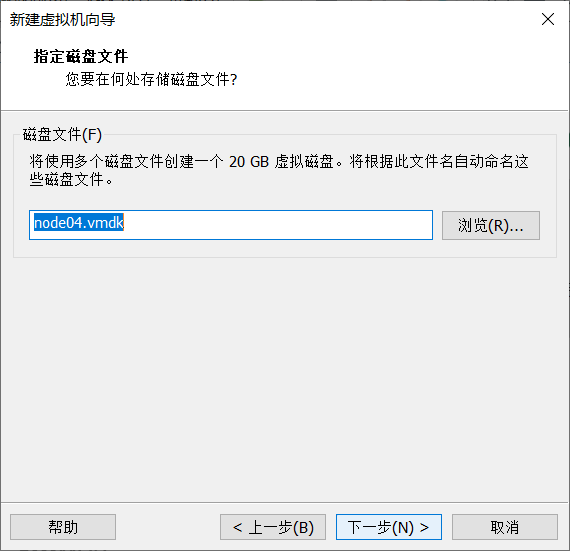 新建虚拟机向导
指定磁盘文件
您要在何处存储磁盘文件?
磁盘文件(F)
将使用多个磁盘文件创建一个 20 GB 虚拟磁盘。将根据此文件名自动命名这
些磁盘文件。
node04.vmdk
浏览(R)...
帮助
< 上一步(B)
下一步(N) >
取消